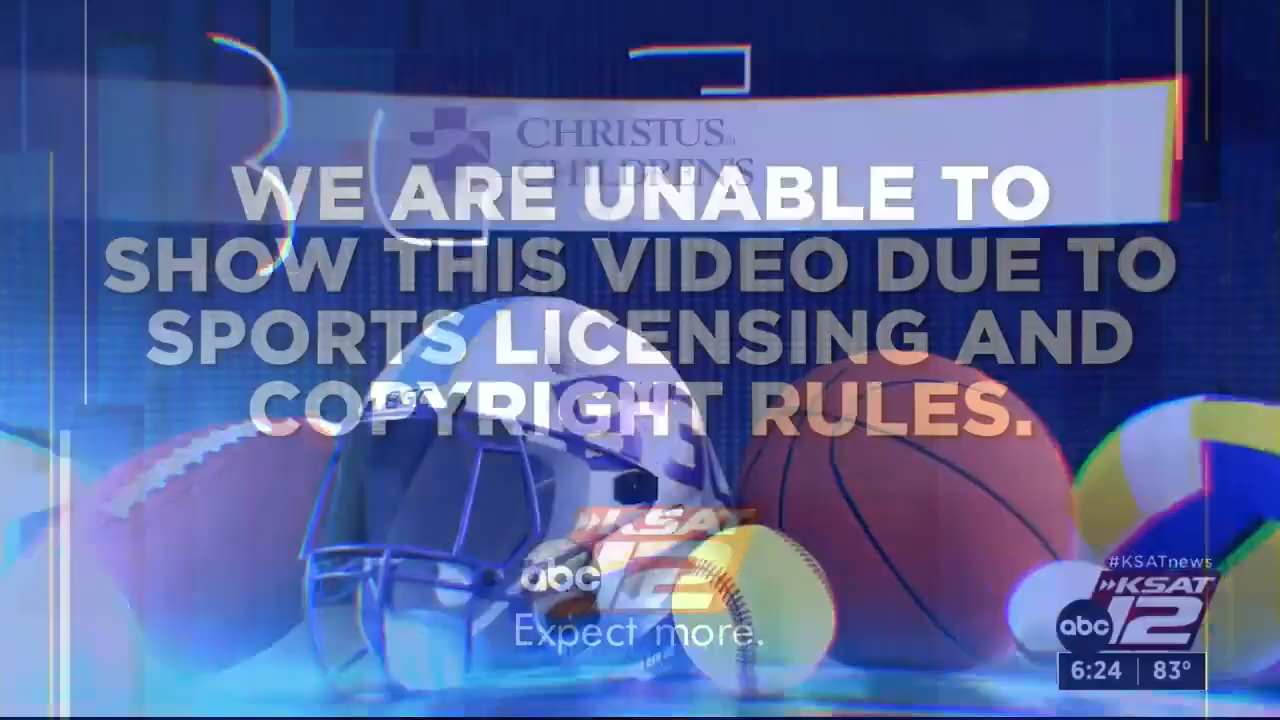 CHRISTUS
CHILDREN'S
WE ARE UNABLE TO
SHOW THIS VIDEO DUE TO
SPORTS LICENSING AND
COPYRIGHT RULES.
KSAT
abc 12
Expect more.
#KSATnews
KSAT
abc 12
6:24 83°